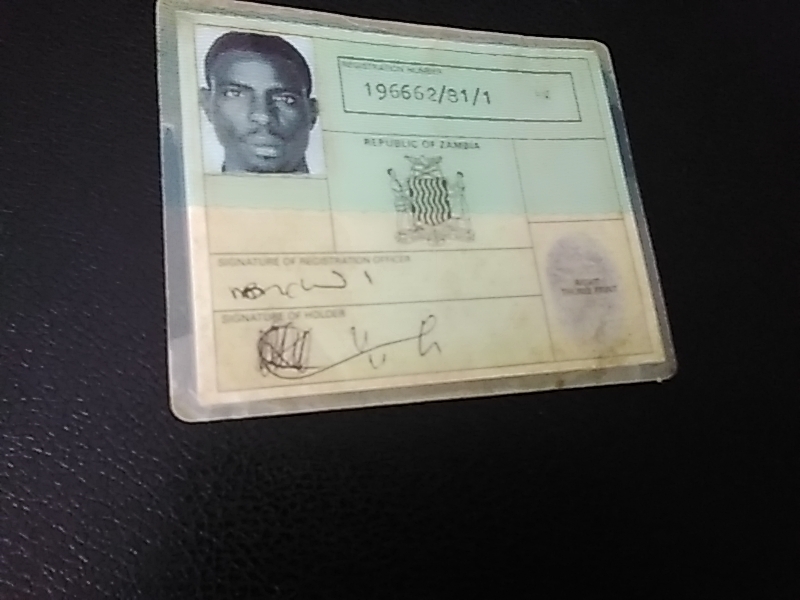 REGISTRATION NUMBER
196662/81/1
REPUBLIC OF ZAMBIA
SIGNATURE OF REGISTRATION OFFICER
SIGNATURE OF HOLDER
RIGHT
THUMB PRINT